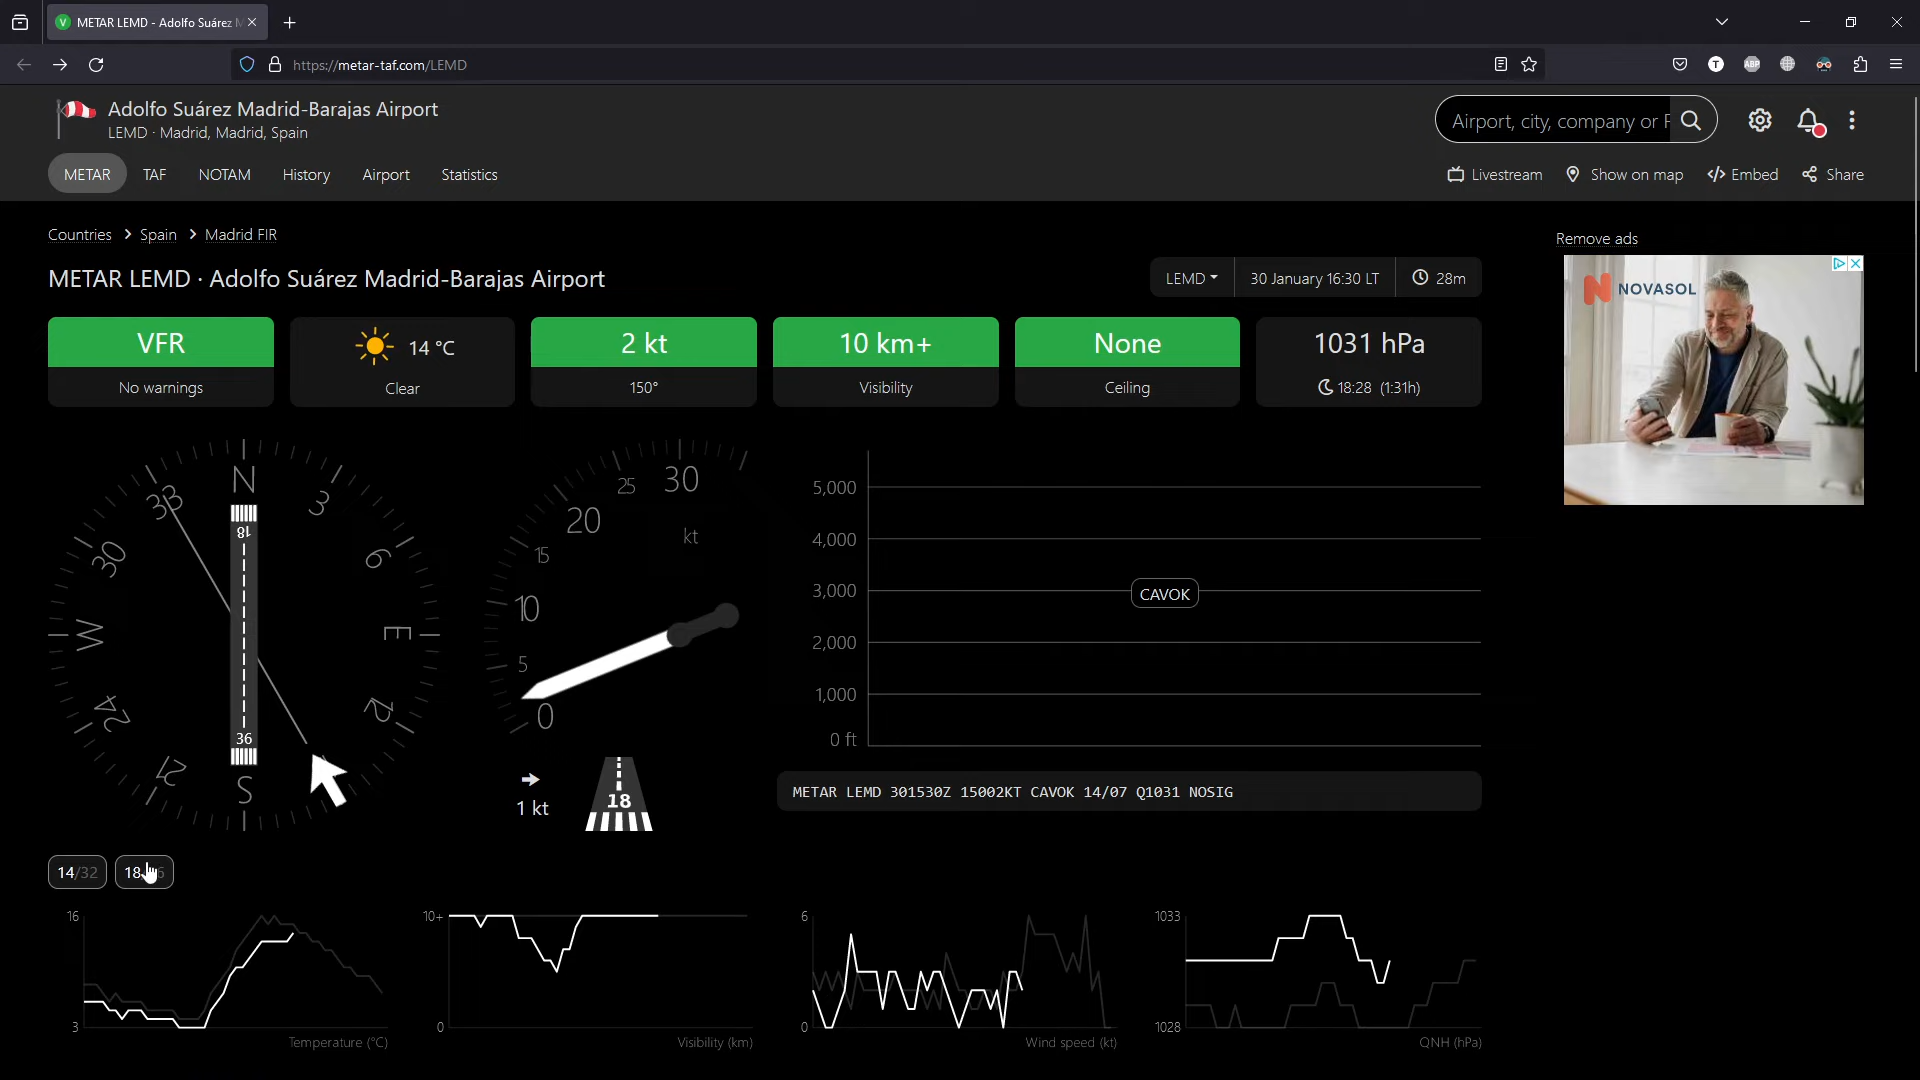 METAR LEMD - Adolfo Suárez M
https://metar-taf.com/LEMD
Adolfo Suárez Madrid-Barajas Airport
LEMD · Madrid, Madrid, Spain
Airport, city, company or
METAR TAF NOTAM History Airport Statistics
Livestream Show on map </> Embed Share
Countries > Spain > Madrid FIR
Remove ads
METAR LEMD · Adolfo Suárez Madrid-Barajas Airport
LEMD 30 January 16:30 LT 28m
NOVASOL
VFR
No warnings
14 °C
Clear
2 kt
150°
10 km+
Visibility
None
Ceiling
1031 hPa
18:28 (1:31h)
N
33 3
30 6
W E
24 12
21 S
18
36
30
25
20
kt
15
10
5
0
1 kt
18
5,000
4,000
3,000
2,000
1,000
0 ft
CAVOK
METAR LEMD 301530Z 15002KT CAVOK 14/07 Q1031 NOSIG
14/32 18
16
3
Temperature (°C)
10+
0
Visibility (km)
6
0
Wind speed (kt)
1033
1028
QNH (hPa)